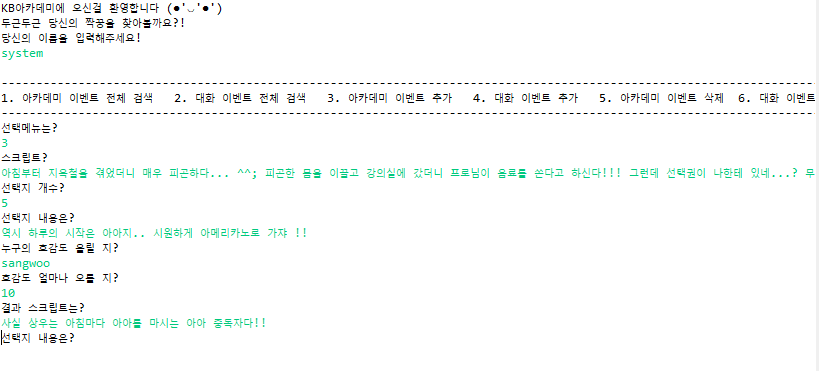 KB아카데미에 오신걸 환영합니다 (●'◡'●')
두근두근 당신의 짝꿍을 찾아볼까요?!
당신의 이름을 입력해주세요!
system
1. 아카데미 이벤트 전체 검색 2. 대화 이벤트 전체 검색 3. 아카데미 이벤트 추가 4. 대화 이벤트 추가 5. 아카데미 이벤트 삭제 6. 대화 이벤트
선택메뉴는?
3
스크립트?
아침부터 지옥철을 겪었더니 매우 피곤하다... ^^; 피곤한 몸을 이끌고 강의실에 갔더니 프로님이 음료를 쏜다고 하신다!!! 그런데 선택권이 나한테 있네...? 무
선택지 개수?
5
선택지 내용은?
역시 하루의 시작은 아아지.. 시원하게 아메리카노로 가쟈 !!
누구의 호감도 올릴 지?
sangwoo
호감도 얼마나 오를 지?
10
결과 스크립트는?
사실 상우는 아침마다 아아를 마시는 아아 중독자다!!
선택지 내용은?